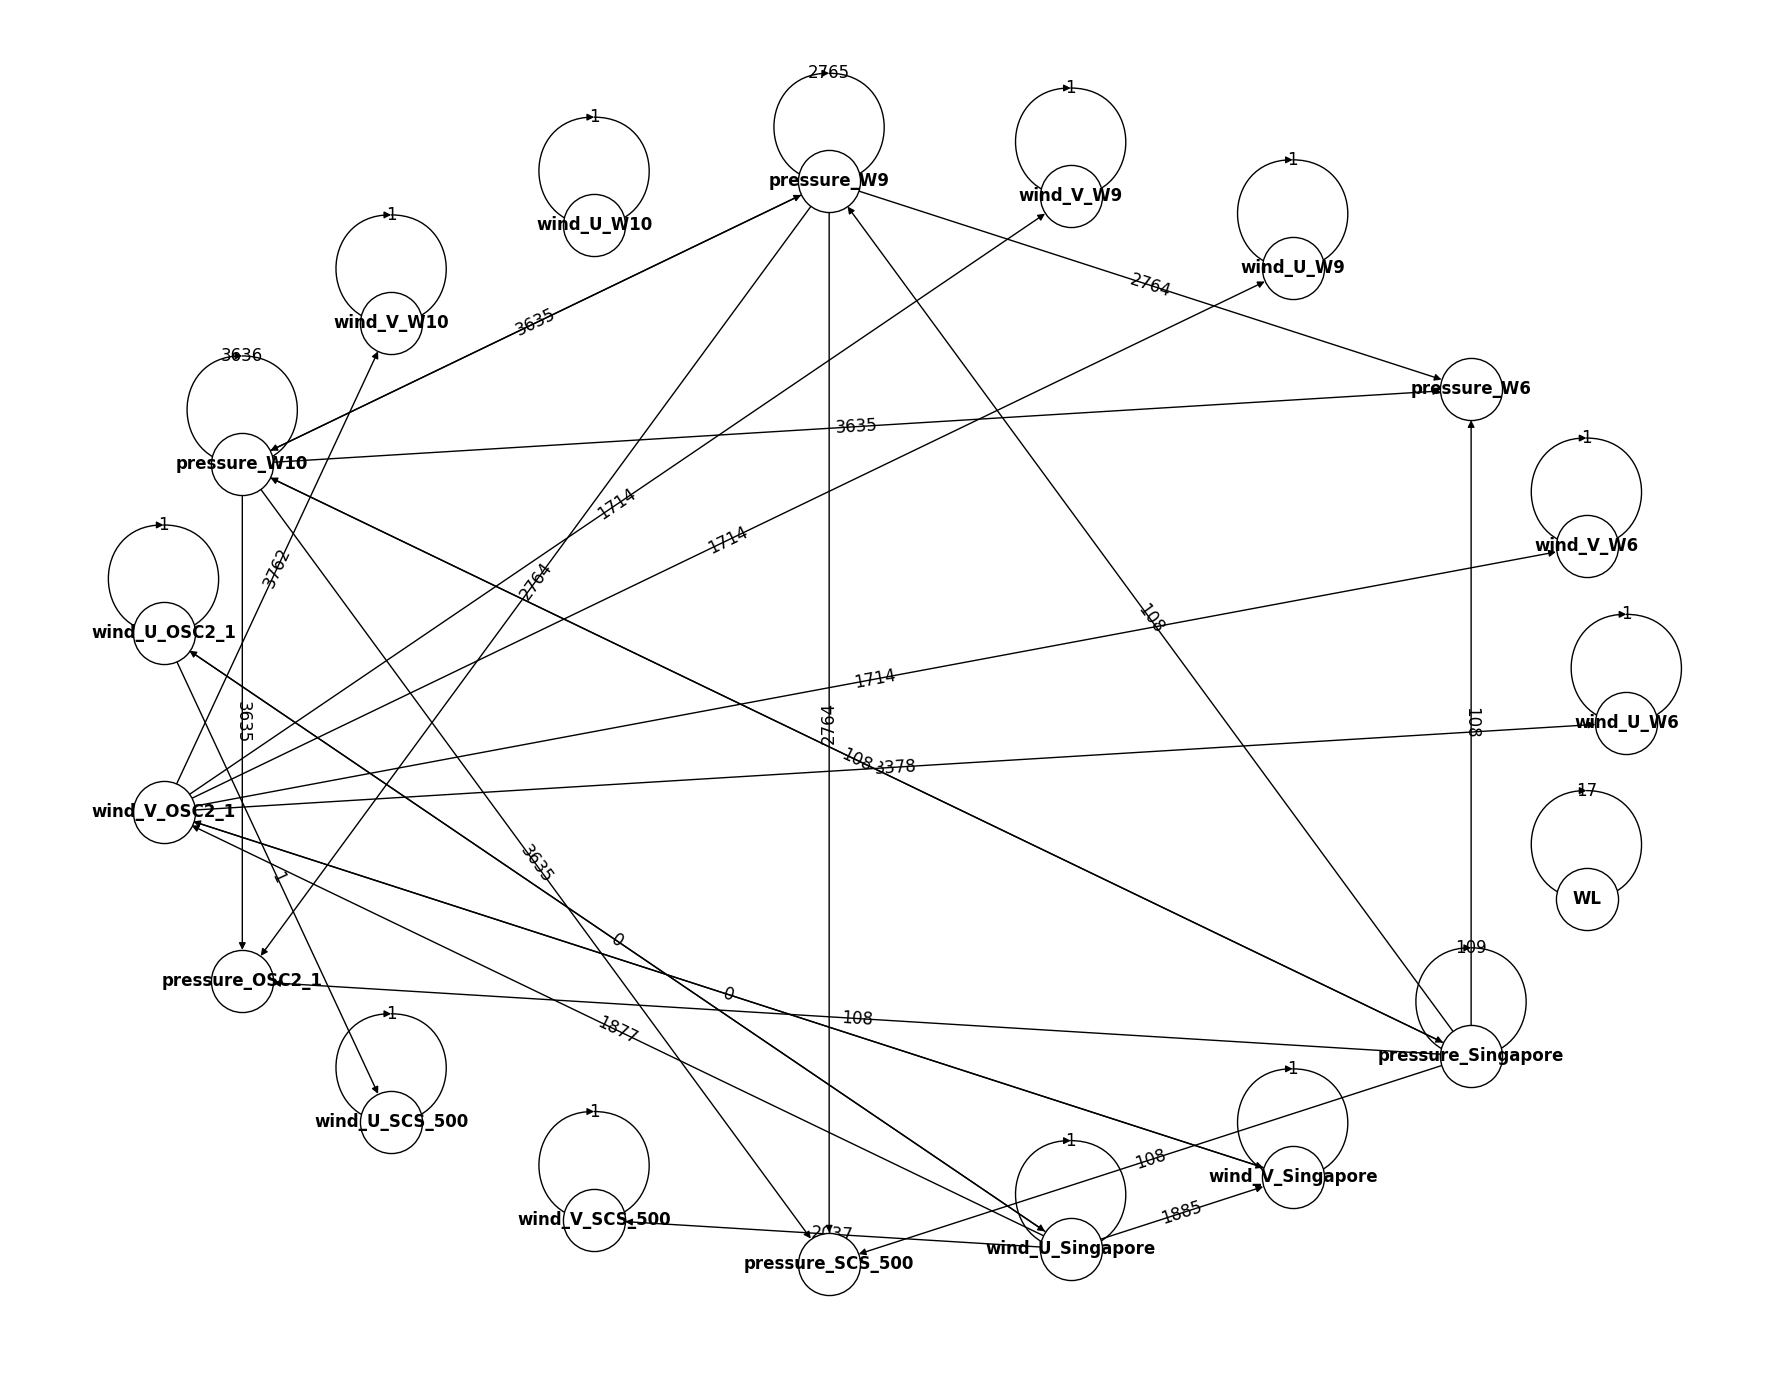 2765
1
1
pressure_W9
wind_V_W9
1
1
wind_U_W10
wind_U_W9
1
2764
wind_V_W10
3635
3636
pressure_W6
3635
1
pressure_W10
1714
1
1714
wind_V_W6
3762
2764
1
108
wind_U_OSC2_1
1714
3635
2764
108
wind_U_W6
108
3378
17
wind_V_OSC2_1
3635
1
WL
0
109
pressure_OSC2_1
0
1
108
1877
pressure_Singapore
1
1
wind_U_SCS_500
1
108
wind_V_Singapore
1885
wind_V_SCS_500
2037
wind_U_Singapore
pressure_SCS_500